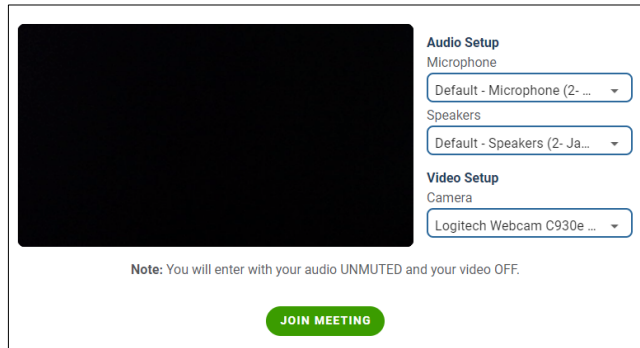 Audio Setup
Microphone
Default - Microphone (2- ...
Speakers
Default - Speakers (2- Ja...
Video Setup
Camera
Logitech Webcam C930e ...
Note: You will enter with your audio UNMUTED and your video OFF.
JOIN MEETING